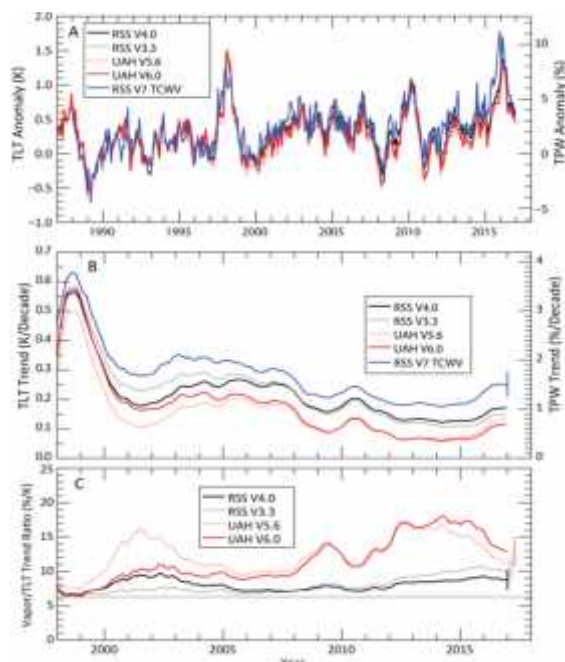 A
RSS V4.0
RSS V3.3
UAH V5.6
UAH V6.0
RSS V7 TCWV
TLT Anomaly (K)
TPW Anomaly (%)
2.0
1.5
1.0
0.5
0.0
-0.5
-1.0
10
5
0
-5
1990
1995
2000
2005
2010
2015
B
RSS V4.0
RSS V3.3
UAH V5.6
UAH V6.0
RSS V7 TCWV
TLT Trend (K/Decade)
TPW Trend (%/Decade)
0.7
0.6
0.5
0.4
0.3
0.2
0.1
0.0
4
3
2
1
0
C
RSS V4.0
RSS V3.3
UAH V5.6
UAH V6.0
Vapor/TLT Trend Ratio (%/K)
25
20
15
10
5
0
2000
2005
2010
2015